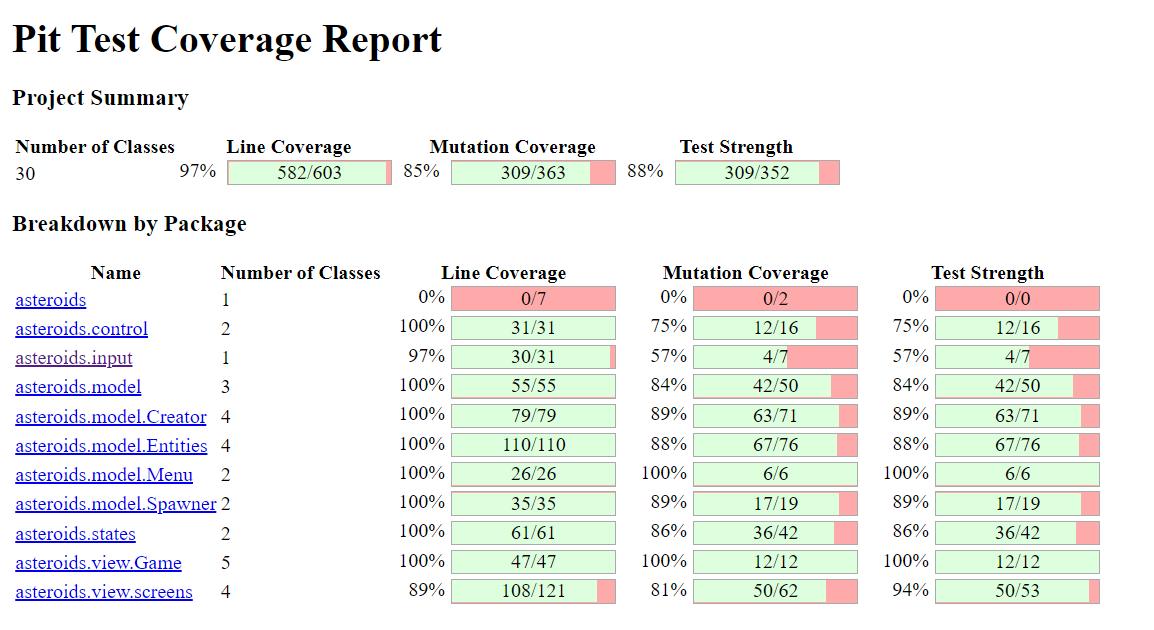 Pit Test Coverage Report
Project Summary
Number of Classes Line Coverage Mutation Coverage Test Strength
30 97% 582/603 85% 309/363 88% 309/352
Breakdown by Package
Name Number of Classes Line Coverage Mutation Coverage Test Strength
asteroids 1 0% 0/7 0% 0/2 0% 0/0
asteroids.control 2 100% 31/31 75% 12/16 75% 12/16
asteroids.input 1 97% 30/31 57% 4/7 57% 4/7
asteroids.model 3 100% 55/55 84% 42/50 84% 42/50
asteroids.model.Creator 4 100% 79/79 89% 63/71 89% 63/71
asteroids.model.Entities 4 100% 110/110 88% 67/76 88% 67/76
asteroids.model.Menu 2 100% 26/26 100% 6/6 100% 6/6
asteroids.model.Spawner 2 100% 35/35 89% 17/19 89% 17/19
asteroids.states 2 100% 61/61 86% 36/42 86% 36/42
asteroids.view.Game 5 100% 47/47 100% 12/12 100% 12/12
asteroids.view.screens 4 89% 108/121 81% 50/62 94% 50/53